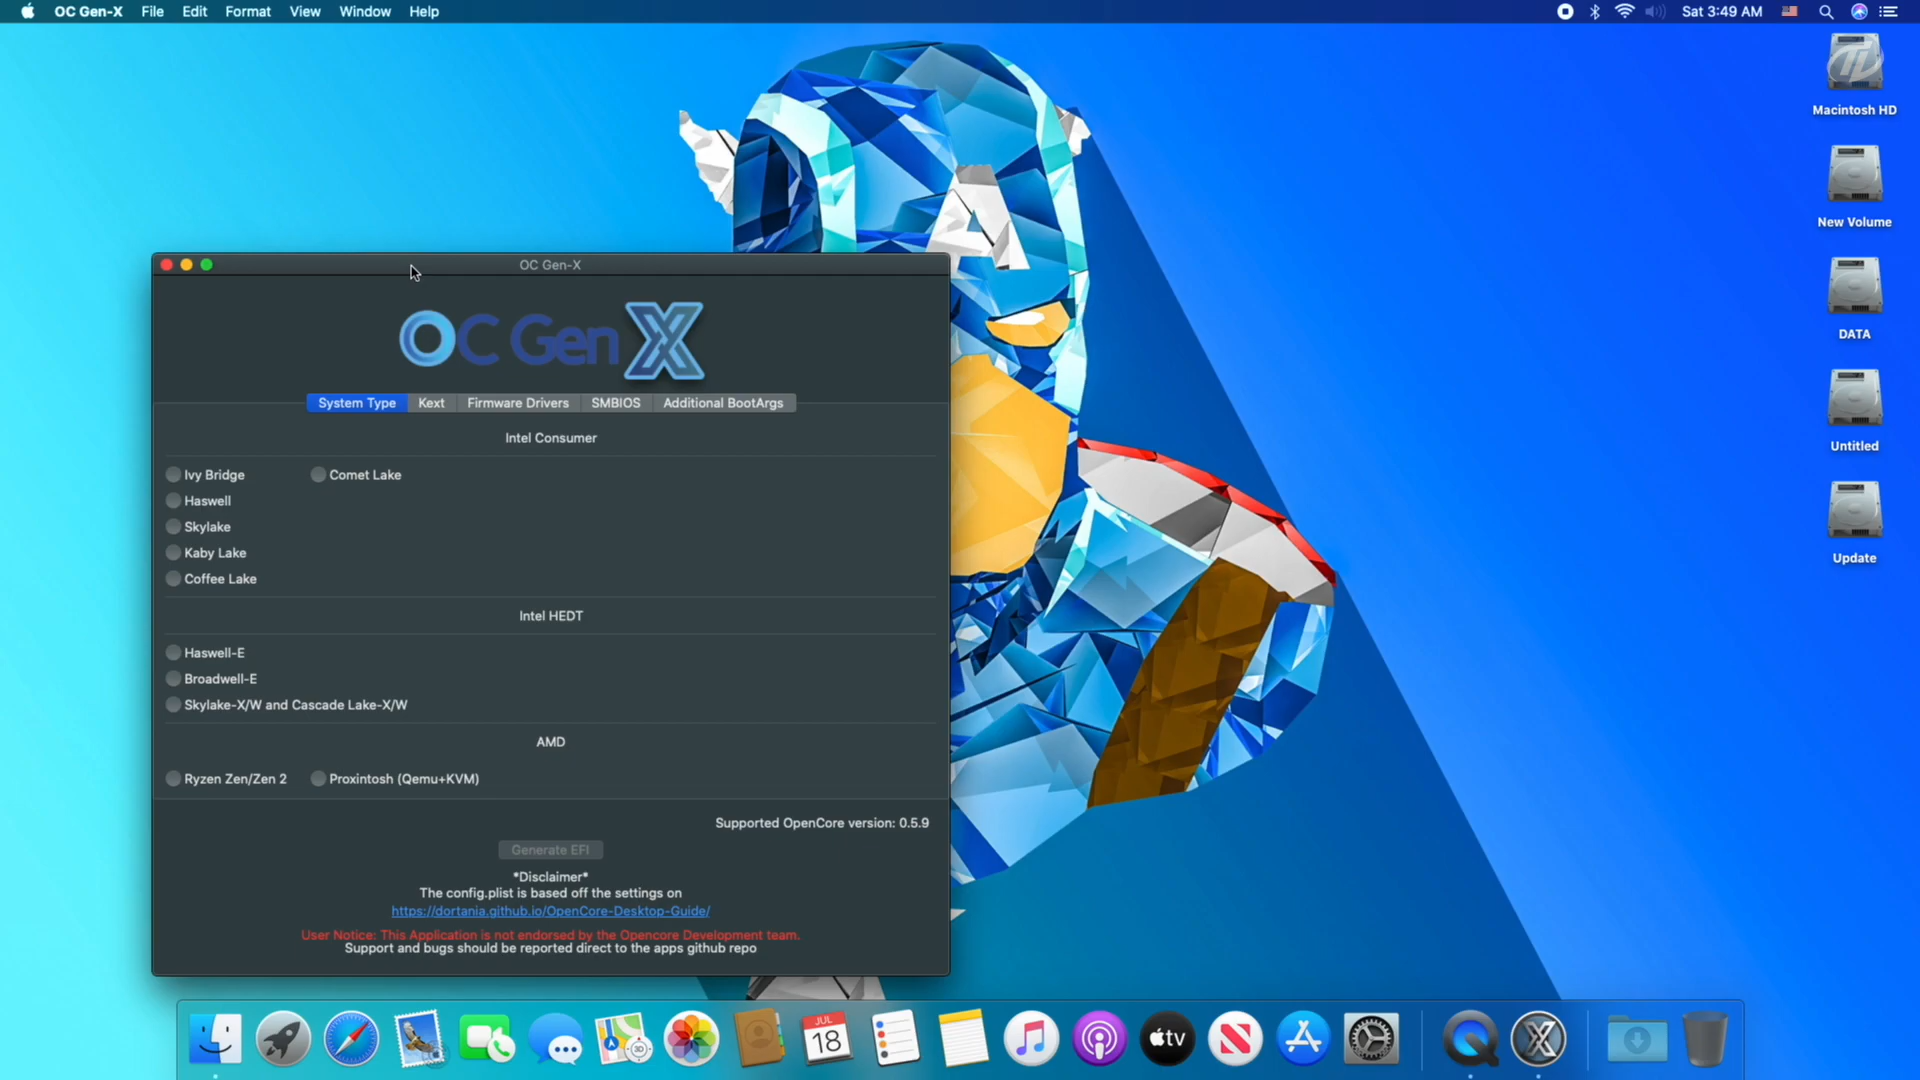 OC Gen-X File Edit Format View Window Help Sat 3:49 AM
Macintosh HD
New Volume
DATA
Untitled
Update
OC Gen-X
OC Gen X
System Type Kext Firmware Drivers SMBIOS Additional BootArgs
Intel Consumer
Ivy Bridge Comet Lake
Haswell
Skylake
Kaby Lake
Coffee Lake
Intel HEDT
Haswell-E
Broadwell-E
Skylake-X/W and Cascade Lake-X/W
AMD
Ryzen Zen/Zen 2 Proxintosh (Qemu+KVM)
Supported OpenCore version: 0.5.9
Generate EFI
*Disclaimer*
The config.plist is based off the settings on
https://dortania.github.io/OpenCore-Desktop-Guide/
User Notice: This Application is not endorsed by the Opencore Development team.
Support and bugs should be reported direct to the apps github repo
JUL
18
tv
3D